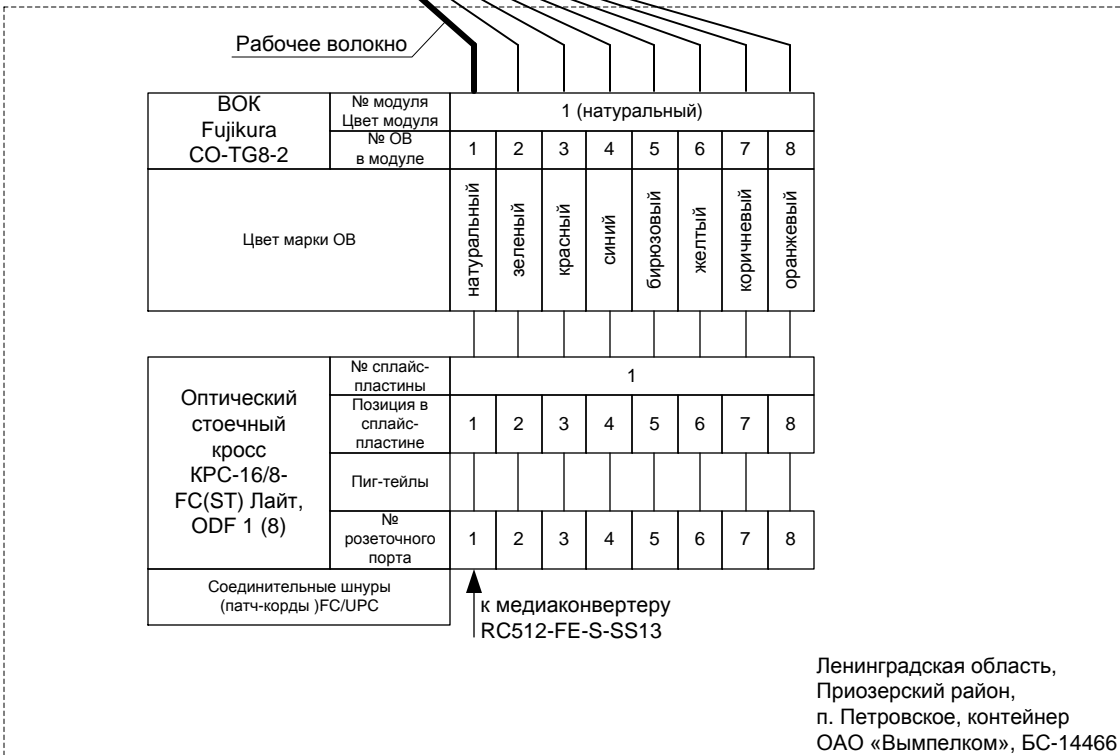 Рабочее волокно
ВОК
Fujikura
CO-TG8-2
№ модуля
Цвет модуля
1 (натуральный)
№ ОВ
в модуле
1 2 3 4 5 6 7 8
Цвет марки ОВ
натуральный
зеленый
красный
синий
бирюзовый
желтый
коричневый
оранжевый
Оптический
стоечный
кросс
КРС-16/8-
FC(ST) Лайт,
ODF 1 (8)
№ сплайс-
пластины
1
Позиция в
сплайс-
пластине
1 2 3 4 5 6 7 8
Пиг-тейлы
№
розеточного
порта
1 2 3 4 5 6 7 8
Соединительные шнуры
(патч-корды )FC/UPC
к медиаконвертеру
RC512-FE-S-SS13
Ленинградская область,
Приозерский район,
п. Петровское, контейнер
ОАО «Вымпелком», БС-14466